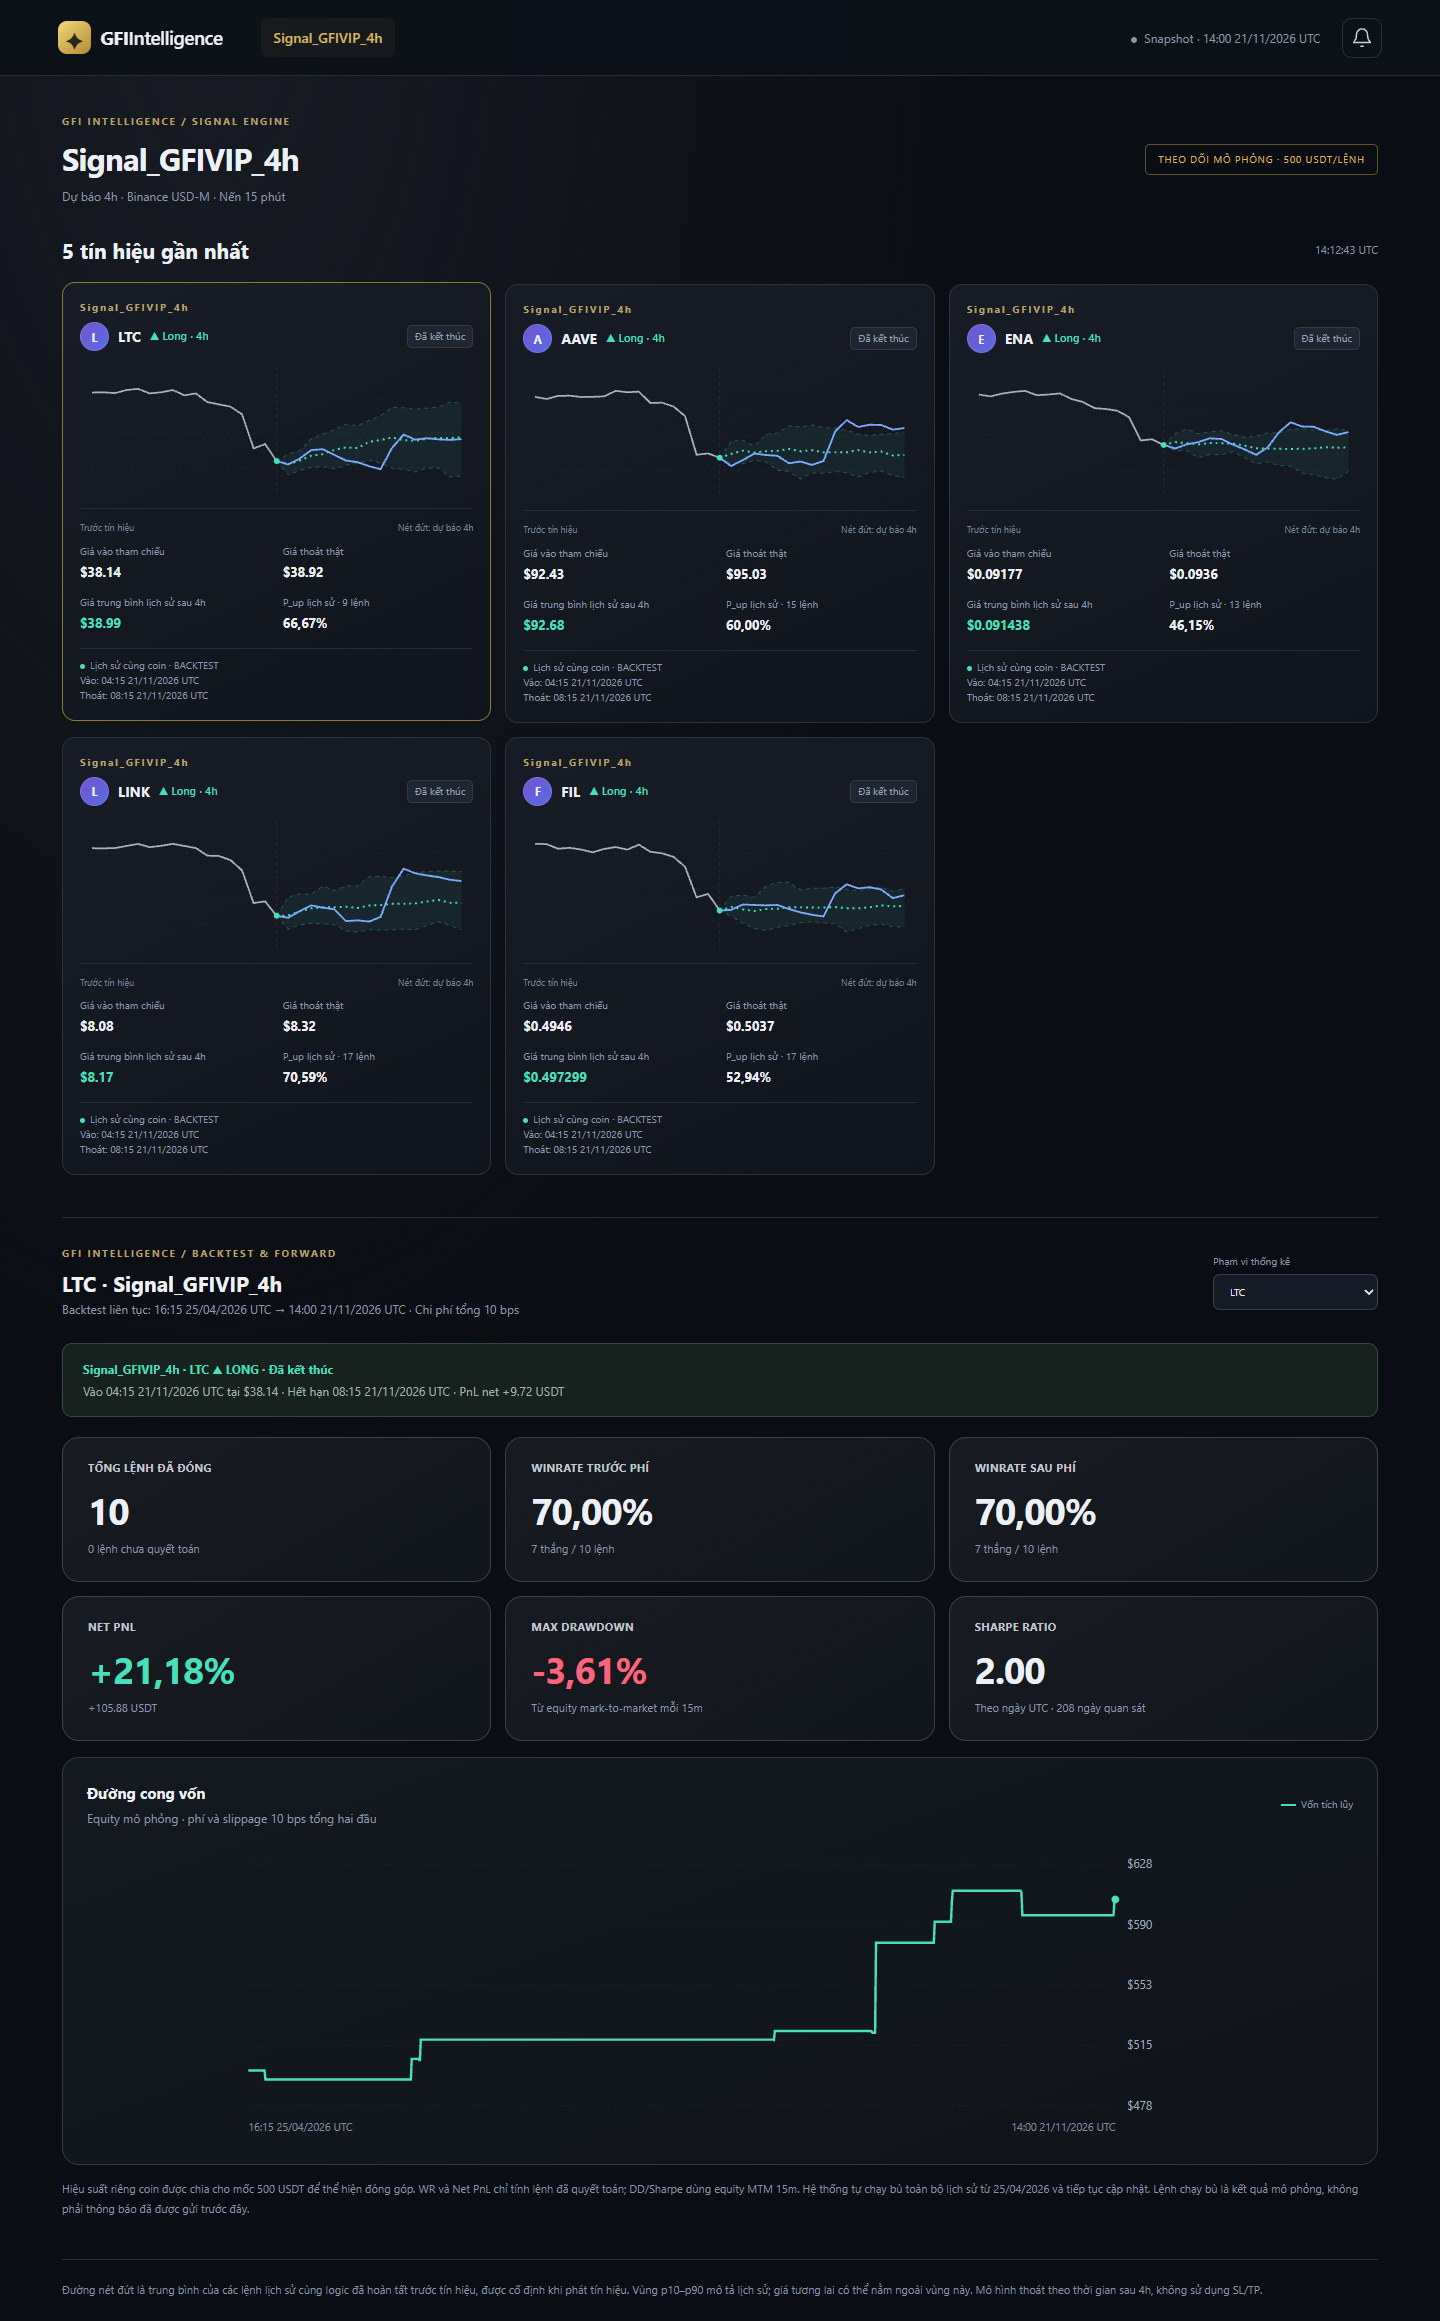 GFIIntelligence
Signal_GFIVIP_4h
Snapshot · 14:00 21/11/2026 UTC
GFI INTELLIGENCE / SIGNAL ENGINE
Signal_GFIVIP_4h
THEO DÕI MÔ PHỎNG · 500 USDT/LỆNH
Dự báo 4h · Binance USD-M · Nến 15 phút
5 tín hiệu gần nhất
14:12:43 UTC
Signal_GFIVIP_4h
L LTC ▲ Long · 4h Đã kết thúc
Trước tín hiệu Nét đứt: dự báo 4h
Giá vào tham chiếu Giá thoát thật
$38.14 $38.92
Giá trung bình lịch sử sau 4h P_up lịch sử · 9 lệnh
$38.99 66,67%
Lịch sử cùng coin · BACKTEST
Vào: 04:15 21/11/2026 UTC
Thoát: 08:15 21/11/2026 UTC
Signal_GFIVIP_4h
A AAVE ▲ Long · 4h Đã kết thúc
Trước tín hiệu Nét đứt: dự báo 4h
Giá vào tham chiếu Giá thoát thật
$92.43 $95.03
Giá trung bình lịch sử sau 4h P_up lịch sử · 15 lệnh
$92.68 60,00%
Lịch sử cùng coin · BACKTEST
Vào: 04:15 21/11/2026 UTC
Thoát: 08:15 21/11/2026 UTC
Signal_GFIVIP_4h
E ENA ▲ Long · 4h Đã kết thúc
Trước tín hiệu Nét đứt: dự báo 4h
Giá vào tham chiếu Giá thoát thật
$0.09177 $0.0936
Giá trung bình lịch sử sau 4h P_up lịch sử · 13 lệnh
$0.091438 46,15%
Lịch sử cùng coin · BACKTEST
Vào: 04:15 21/11/2026 UTC
Thoát: 08:15 21/11/2026 UTC
Signal_GFIVIP_4h
L LINK ▲ Long · 4h Đã kết thúc
Trước tín hiệu Nét đứt: dự báo 4h
Giá vào tham chiếu Giá thoát thật
$8.08 $8.32
Giá trung bình lịch sử sau 4h P_up lịch sử · 17 lệnh
$8.17 70,59%
Lịch sử cùng coin · BACKTEST
Vào: 04:15 21/11/2026 UTC
Thoát: 08:15 21/11/2026 UTC
Signal_GFIVIP_4h
F FIL ▲ Long · 4h Đã kết thúc
Trước tín hiệu Nét đứt: dự báo 4h
Giá vào tham chiếu Giá thoát thật
$0.4946 $0.5037
Giá trung bình lịch sử sau 4h P_up lịch sử · 17 lệnh
$0.497299 52,94%
Lịch sử cùng coin · BACKTEST
Vào: 04:15 21/11/2026 UTC
Thoát: 08:15 21/11/2026 UTC
GFI INTELLIGENCE / BACKTEST & FORWARD
LTC · Signal_GFIVIP_4h
Backtest liên tục: 16:15 25/04/2026 UTC → 14:00 21/11/2026 UTC · Chi phí tổng 10 bps
Phạm vi thống kê
LTC
Signal_GFIVIP_4h · LTC ▲ LONG · Đã kết thúc
Vào 04:15 21/11/2026 UTC tại $38.14 · Hết hạn 08:15 21/11/2026 UTC · PnL net +9.72 USDT
TỔNG LỆNH ĐÃ ĐÓNG
10
0 lệnh chưa quyết toán
WINRATE TRƯỚC PHÍ
70,00%
7 thắng / 10 lệnh
WINRATE SAU PHÍ
70,00%
7 thắng / 10 lệnh
NET PNL
+21,18%
+105.88 USDT
MAX DRAWDOWN
-3,61%
Từ equity mark-to-market mỗi 15m
SHARPE RATIO
2.00
Theo ngày UTC · 208 ngày quan sát
Đường cong vốn
Equity mô phỏng · phí và slippage 10 bps tổng hai đầu
Vốn tích lũy
$628
$590
$553
$515
$478
16:15 25/04/2026 UTC
14:00 21/11/2026 UTC
Hiệu suất riêng coin được chia cho mốc 500 USDT để thể hiện đóng góp. WR và Net PnL chỉ tính lệnh đã quyết toán; DD/Sharpe dùng equity MTM 15m. Hệ thống tự chạy bù toàn bộ lịch sử từ 25/04/2026 và tiếp tục cập nhật. Lệnh chạy bù là kết quả mô phỏng, không
phải thông báo đã được gửi trước đây.
Đường nét đứt là trung bình của các lệnh lịch sử cùng logic đã hoàn tất trước tín hiệu, được cố định khi phát tín hiệu. Vùng p10–p90 mô tả lịch sử; giá tương lai có thể nằm ngoài vùng này. Mô hình thoát theo thời gian sau 4h, không sử dụng SL/TP.